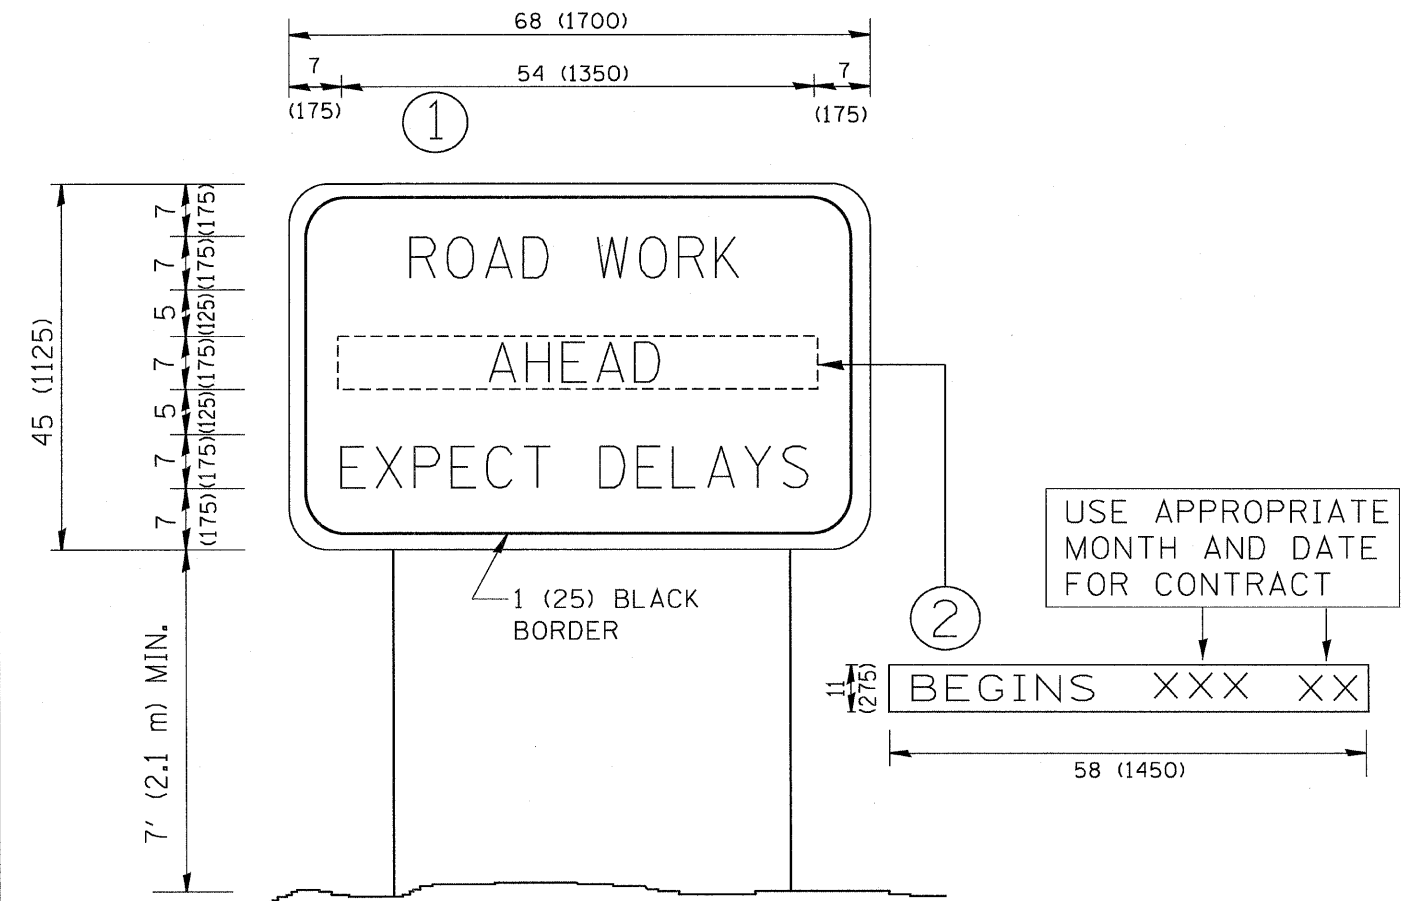 68 (1700)
7
54 (1350)
7
(175)
(175)
1
45 (1125)
7
(175)
7
(175)
5
(125)
7
(175)
5
(125)
7
(175)
7
(175)
ROAD WORK
AHEAD
EXPECT DELAYS
1 (25) BLACK
BORDER
7' (2.1 m) MIN.
USE APPROPRIATE
MONTH AND DATE
FOR CONTRACT
2
11
(275)
BEGINS XXX XX
58 (1450)